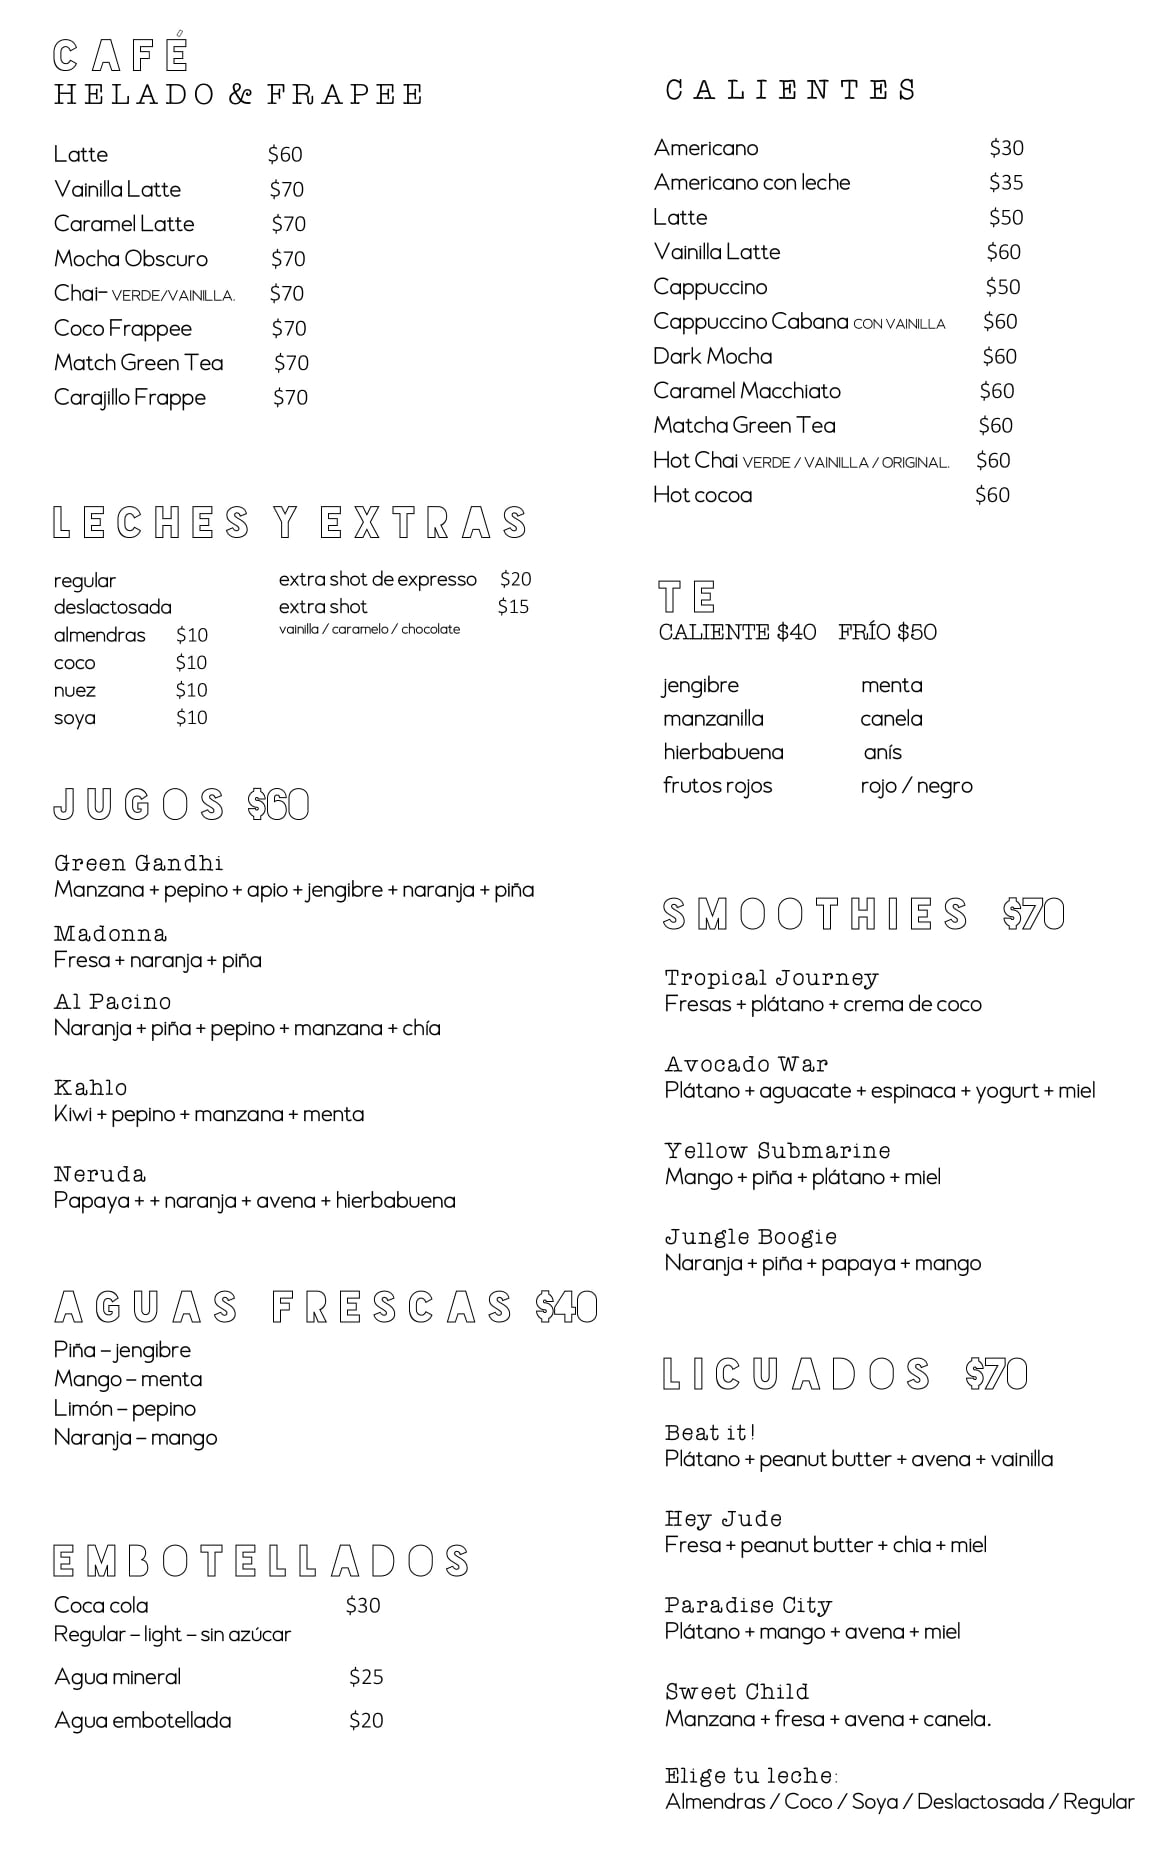 CAFÉ
HELADO & FRAPEE
Latte $60
Vainilla Latte $70
Caramel Latte $70
Mocha Obscuro $70
Chai- VERDE/VAINILLA. $70
Coco Frappee $70
Match Green Tea $70
Carajillo Frappe $70
LECHES Y EXTRAS
regular
deslactosada
almendras $10
coco $10
nuez $10
soya $10
extra shot de expresso $20
extra shot $15
vainilla / caramelo / chocolate
JUGOS $60
Green Gandhi
Manzana + pepino + apio + jengibre + naranja + piña
Madonna
Fresa + naranja + piña
Al Pacino
Naranja + piña + pepino + manzana + chía
Kahlo
Kiwi + pepino + manzana + menta
Neruda
Papaya + + naranja + avena + hierbabuena
AGUAS FRESCAS $40
Piña – jengibre
Mango – menta
Limón – pepino
Naranja – mango
EMBOTELLADOS
Coca cola $30
Regular – light – sin azúcar
Agua mineral $25
Agua embotellada $20
CALIENTES
Americano $30
Americano con leche $35
Latte $50
Vainilla Latte $60
Cappuccino $50
Cappuccino Cabana CON VAINILLA $60
Dark Mocha $60
Caramel Macchiato $60
Matcha Green Tea $60
Hot Chai VERDE / VAINILLA / ORIGINAL. $60
Hot cocoa $60
TE
CALIENTE $40 FRÍO $50
jengibre menta
manzanilla canela
hierbabuena anís
frutos rojos rojo / negro
SMOOTHIES $70
Tropical Journey
Fresas + plátano + crema de coco
Avocado War
Plátano + aguacate + espinaca + yogurt + miel
Yellow Submarine
Mango + piña + plátano + miel
Jungle Boogie
Naranja + piña + papaya + mango
LICUADOS $70
Beat it!
Plátano + peanut butter + avena + vainilla
Hey Jude
Fresa + peanut butter + chia + miel
Paradise City
Plátano + mango + avena + miel
Sweet Child
Manzana + fresa + avena + canela.
Elige tu leche:
Almendras / Coco / Soya / Deslactosada / Regular